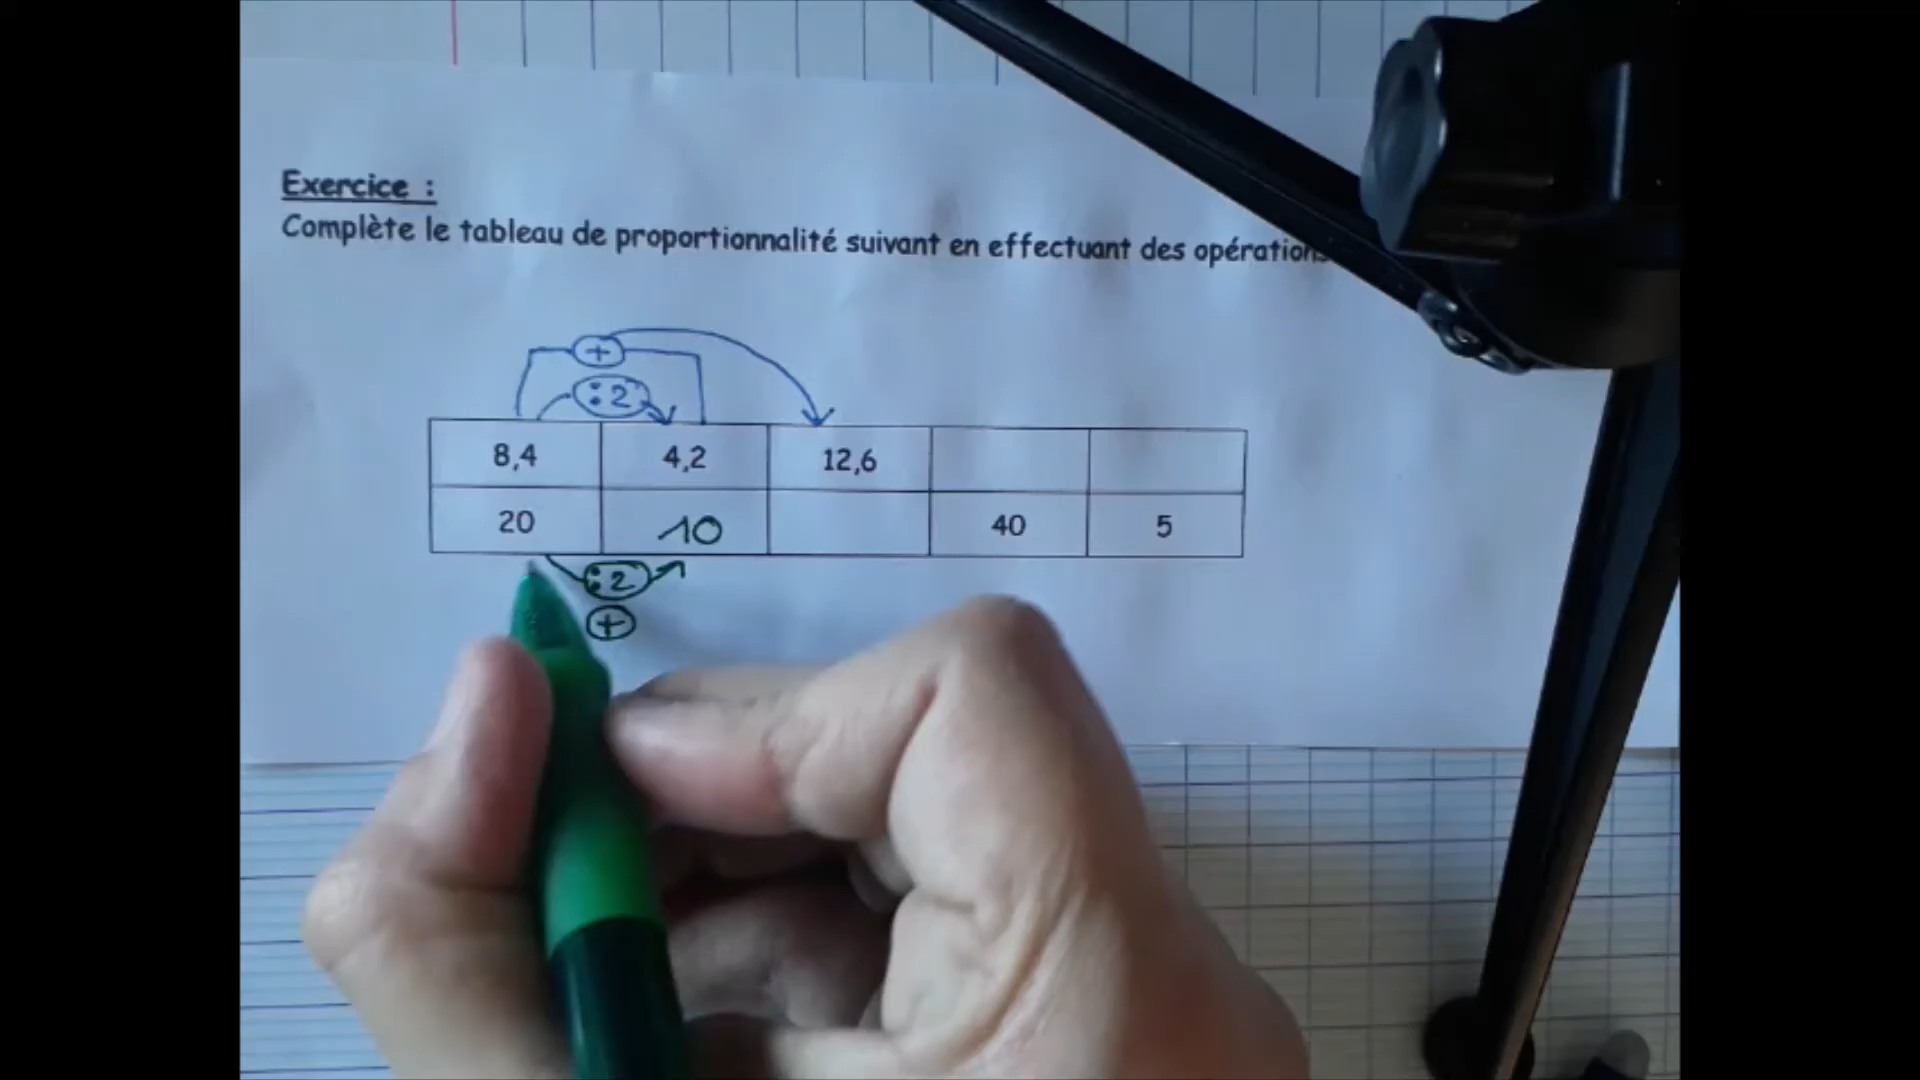 Exercice :
Complète le tableau de proportionnalité suivant en effectuant des opérations
+
: 2
8,4 4,2 12,6
20 10 40 5
: 2
+